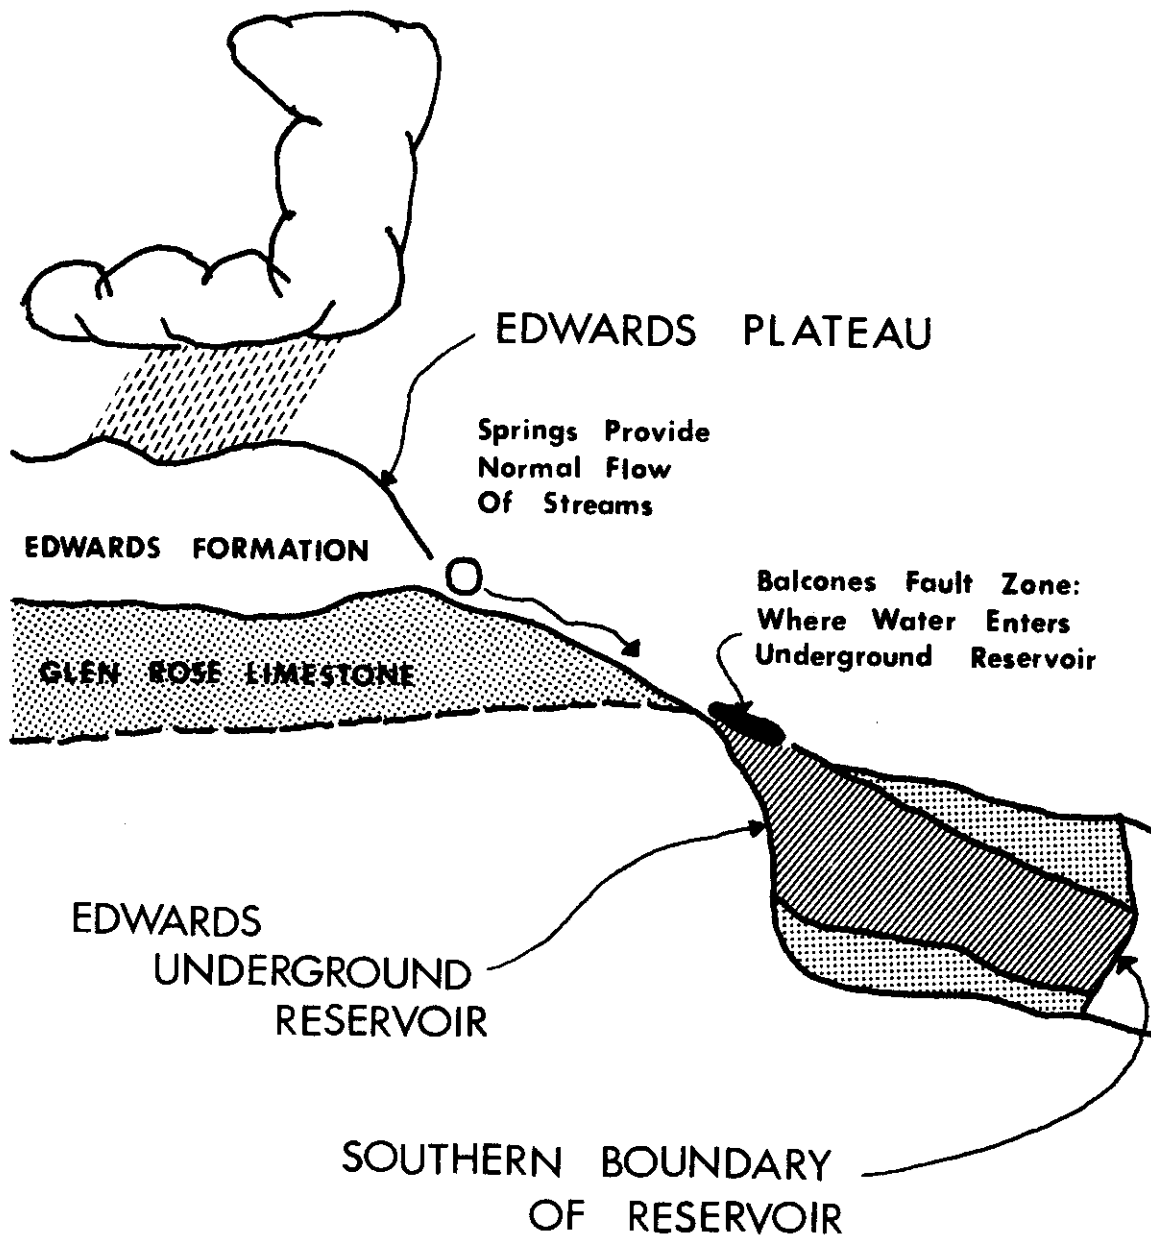 EDWARDS PLATEAU
Springs Provide
Normal Flow
Of Streams
EDWARDS FORMATION
Balcones Fault Zone:
Where Water Enters
Underground Reservoir
GLEN ROSE LIMESTONE
EDWARDS
UNDERGROUND
RESERVOIR
SOUTHERN BOUNDARY
OF RESERVOIR